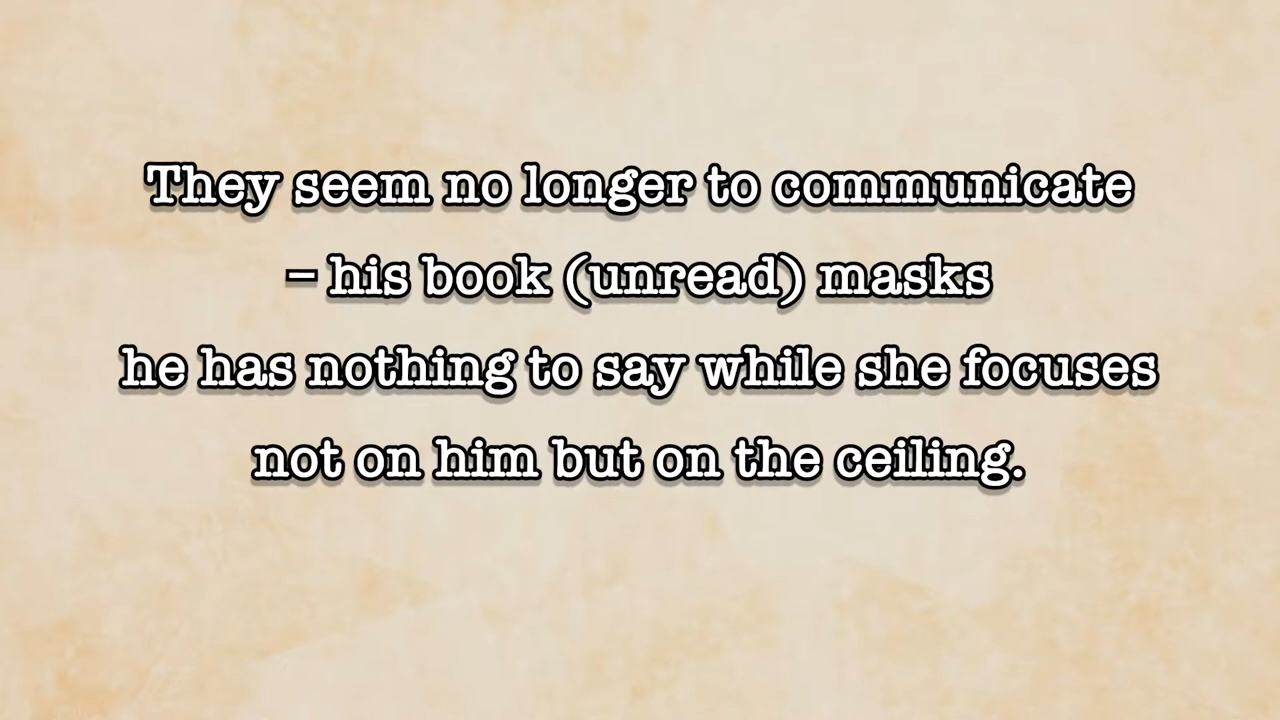 They seem no longer to communicate
– his book (unread) masks
he has nothing to say while she focuses
not on him but on the ceiling.